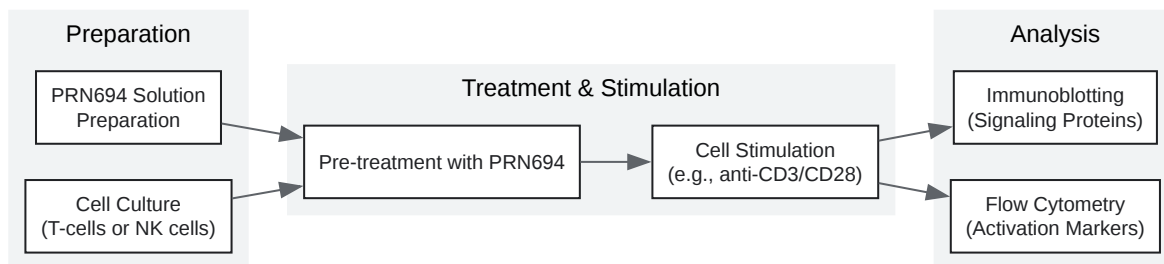 Preparation
PRN694 Solution
Preparation
Cell Culture
(T-cells or NK cells)
Treatment & Stimulation
Pre-treatment with PRN694
Cell Stimulation
(e.g., anti-CD3/CD28)
Analysis
Immunoblotting
(Signaling Proteins)
Flow Cytometry
(Activation Markers)